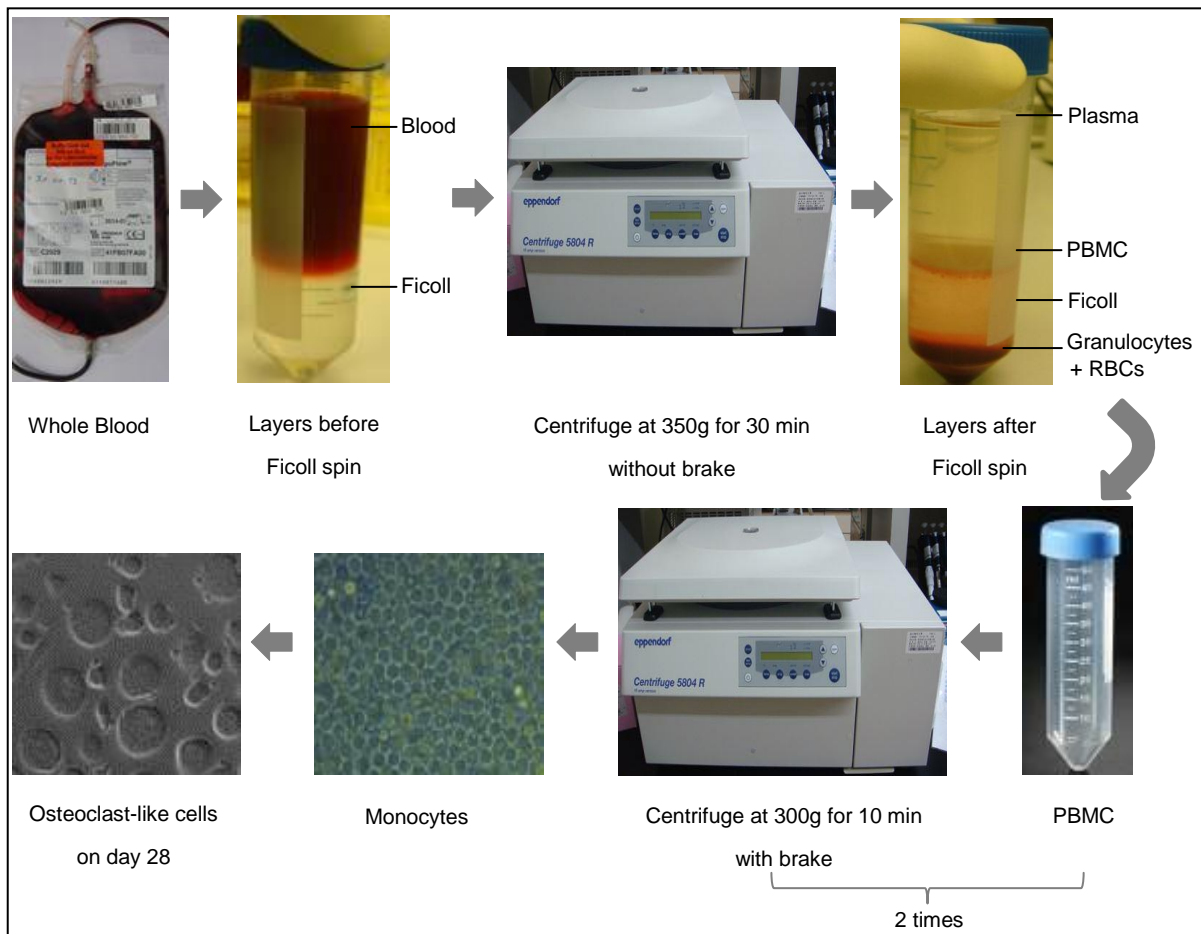 Blood
Ficoll
eppendorf
Centrifuge 5804 R
Plasma
PBMC
Ficoll
Granulocytes
+ RBCs
Whole Blood
Layers before
Ficoll spin
Centrifuge at 350g for 30 min
without brake
Layers after
Ficoll spin
eppendorf
Centrifuge 5804 R
Osteoclast-like cells
on day 28
Monocytes
Centrifuge at 300g for 10 min
with brake
PBMC
2 times